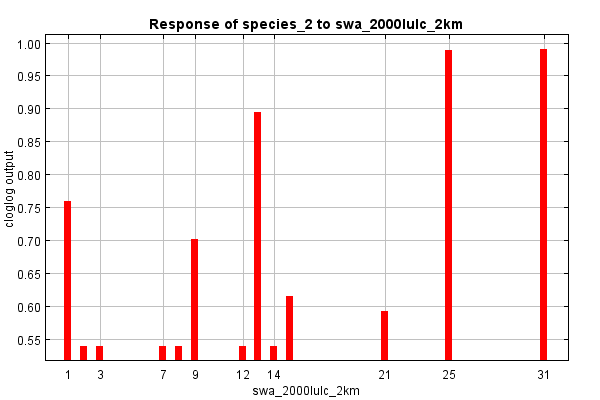 Response of species_2 to swa_2000lulc_2km
1.00
0.95
0.90
0.85
0.80
0.75
0.70
0.65
0.60
0.55
cloglog output
1 3 7 9 12 14 21 25 31
swa_2000lulc_2km